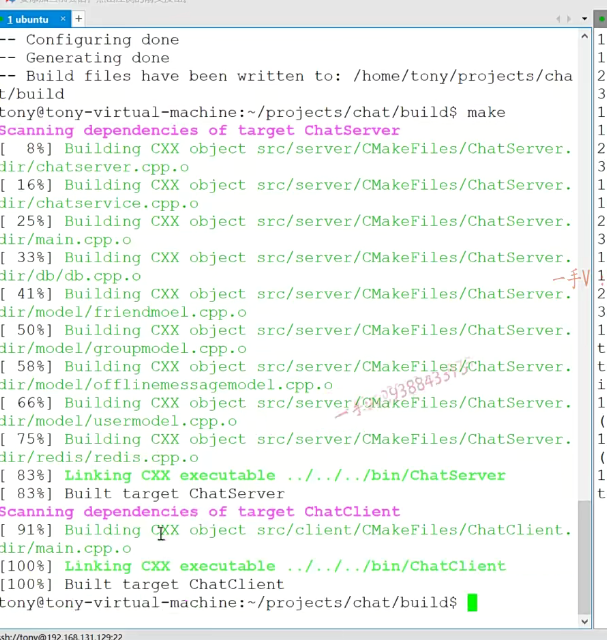 1 ubuntu
-- Configuring done
-- Generating done
-- Build files have been written to: /home/tony/projects/cha
t/build
tony@tony-virtual-machine:~/projects/chat/build$ make
Scanning dependencies of target ChatServer
[  8%] Building CXX object src/server/CMakeFiles/ChatServer.
dir/chatserver.cpp.o
[ 16%] Building CXX object src/server/CMakeFiles/ChatServer.
dir/chatservice.cpp.o
[ 25%] Building CXX object src/server/CMakeFiles/ChatServer.
dir/main.cpp.o
[ 33%] Building CXX object src/server/CMakeFiles/ChatServer.
dir/db/db.cpp.o
[ 41%] Building CXX object src/server/CMakeFiles/ChatServer.
dir/model/friendmoel.cpp.o
[ 50%] Building CXX object src/server/CMakeFiles/ChatServer.
dir/model/groupmodel.cpp.o
[ 58%] Building CXX object src/server/CMakeFiles/ChatServer.
dir/model/offlinemessagemodel.cpp.o
[ 66%] Building CXX object src/server/CMakeFiles/ChatServer.
dir/model/usermodel.cpp.o
[ 75%] Building CXX object src/server/CMakeFiles/ChatServer.
dir/redis/redis.cpp.o
[ 83%] Linking CXX executable ../../../bin/ChatServer
[ 83%] Built target ChatServer
Scanning dependencies of target ChatClient
[ 91%] Building CXX object src/client/CMakeFiles/ChatClient.
dir/main.cpp.o
[100%] Linking CXX executable ../../../bin/ChatClient
[100%] Built target ChatClient
tony@tony-virtual-machine:~/projects/chat/build$
ssh://tony@192.168.131.129:22